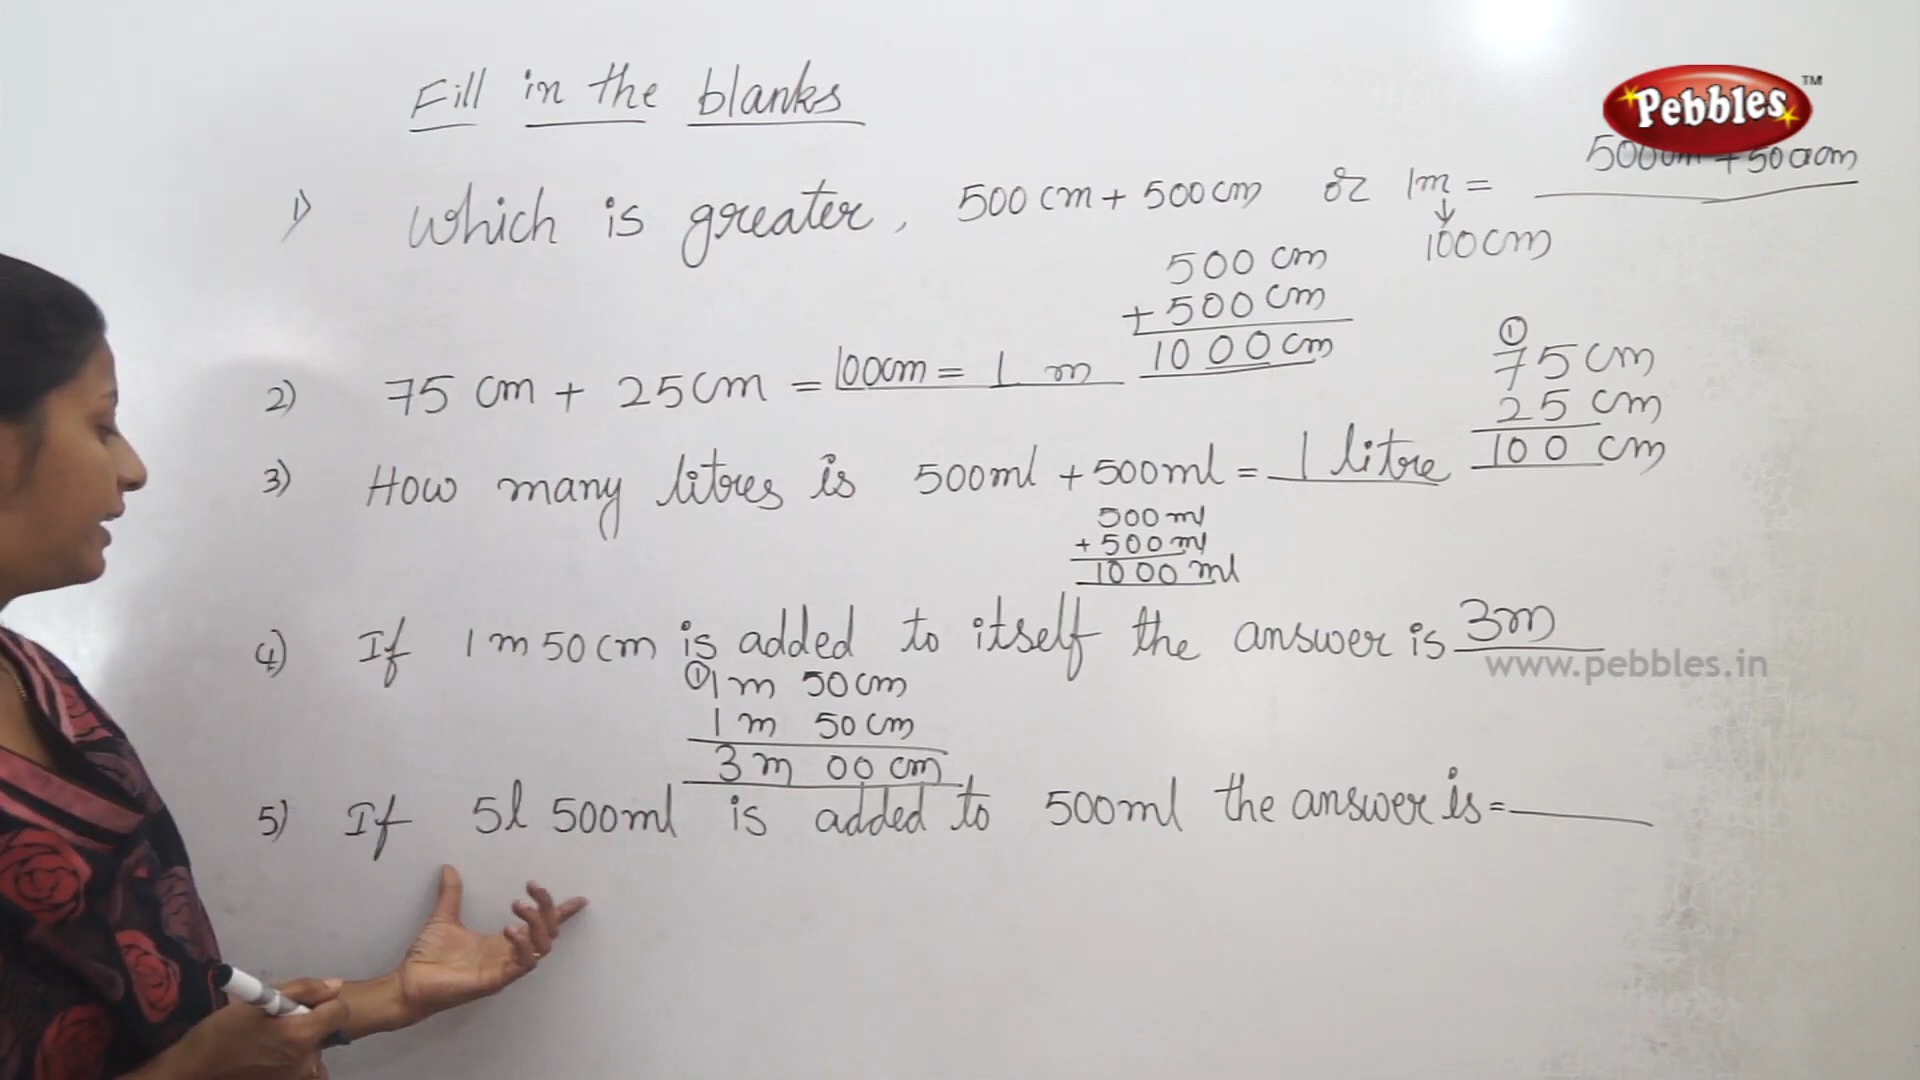 Fill in the blanks
Pebbles TM
500cm + 500cm
1) Which is greater, 500 cm + 500 cm or 1m =
100cm
500 cm
+ 500 cm
1000 cm
2) 75 cm + 25 cm = 100cm = 1 m
1
75 cm
25 cm
100 cm
3) How many litres is 500ml + 500ml = 1 litre
500 ml
+ 500 ml
1000 ml
4) If 1 m 50 cm is added to itself the answer is 3m
www.pebbles.in
1
1 m 50 cm
1 m 50 cm
3 m 00 cm
5) If 5l 500ml is added to 500ml the answer is =